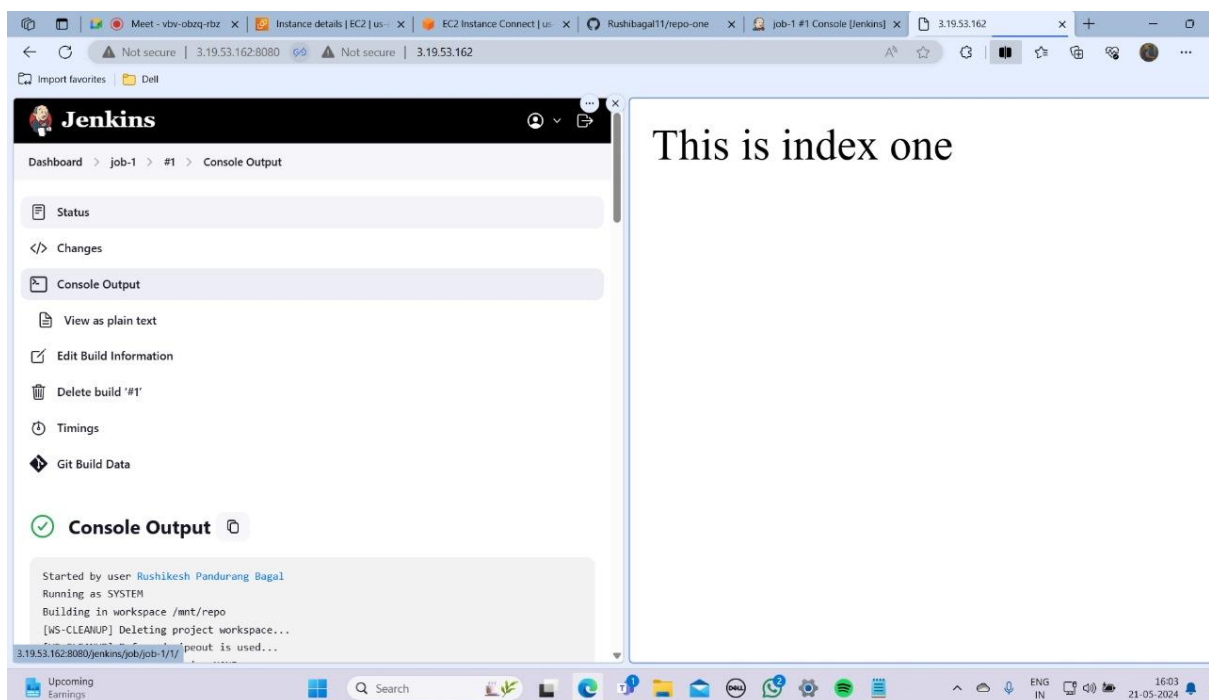 Meet - vbv-obzq-rbz
Instance details | EC2 | us-
EC2 Instance Connect | us-
Rushibagal11/repo-one
job-1 #1 Console [Jenkins]
3.19.53.162
Not secure | 3.19.53.162:8080
Not secure | 3.19.53.162
Import favorites
Dell
Jenkins
Dashboard > job-1 > #1 > Console Output
Status
Changes
Console Output
View as plain text
Edit Build Information
Delete build '#1'
Timings
Git Build Data
Console Output
Started by user Rushikesh Pandurang Bagal
Running as SYSTEM
Building in workspace /mnt/repo
[WS-CLEANUP] Deleting project workspace...
peout is used...
3.19.53.162:8080/jenkins/job/job-1/1/
This is index one
Upcoming
Earnings
Search
ENG
IN
16:03
21-05-2024